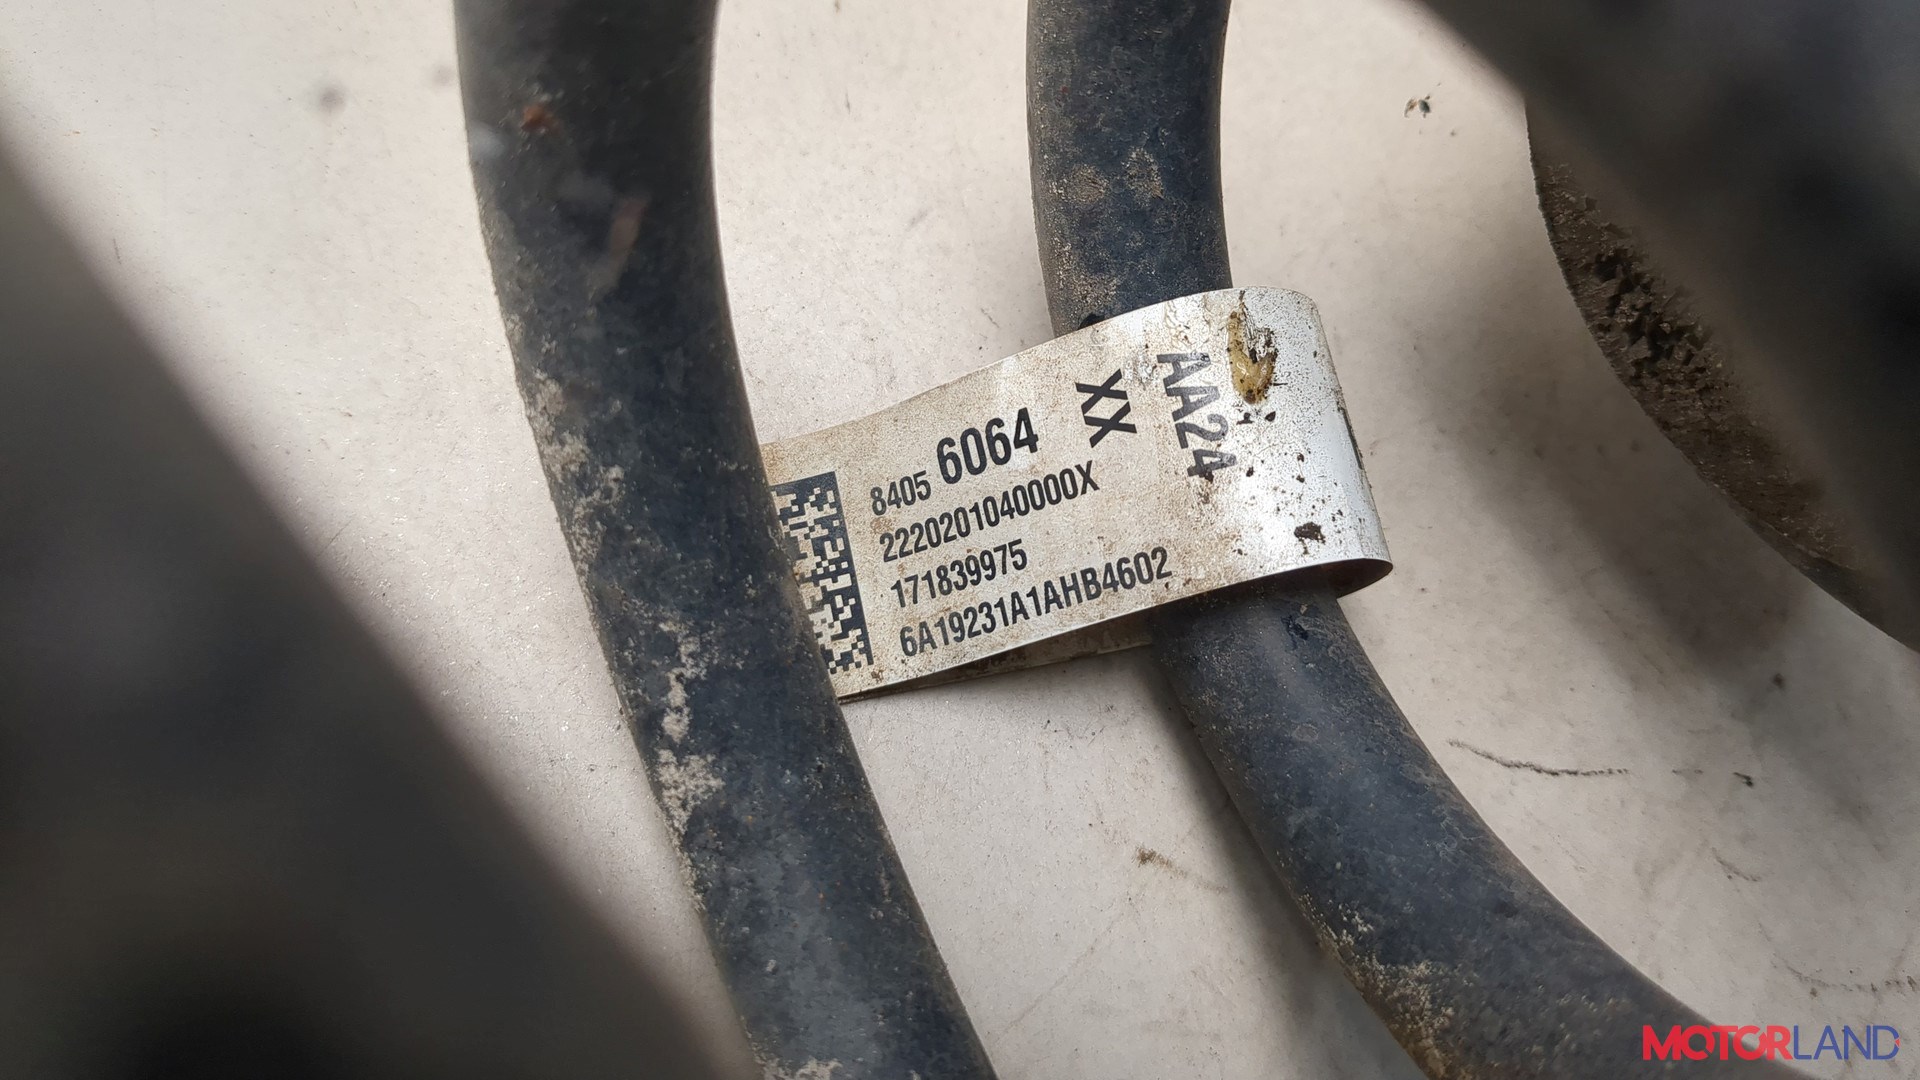 8405 6064
2220201040000X
171839975
6A19231A1AHB4602
XX
AA24
MOTORLAND